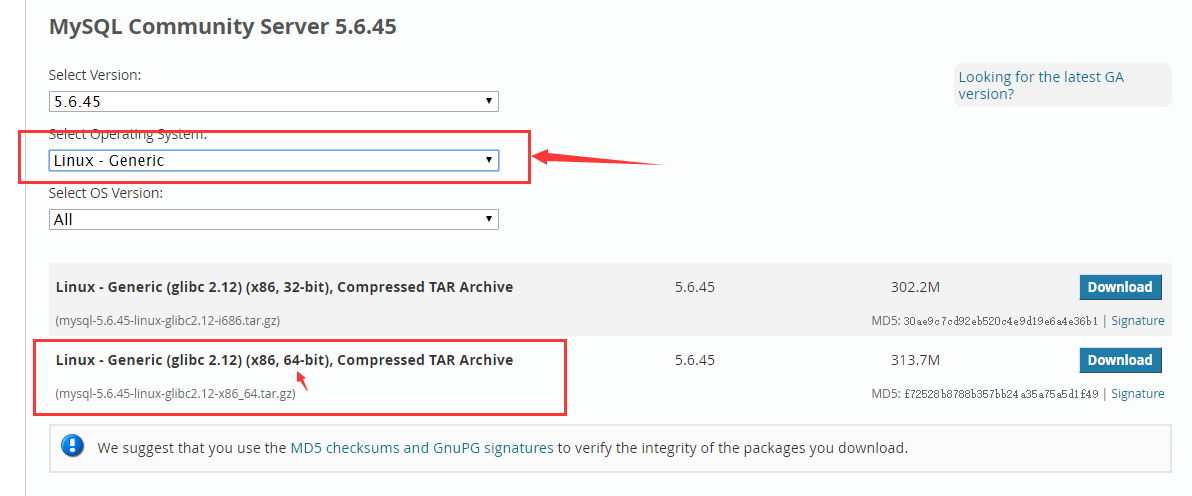 MySQL Community Server 5.6.45
Select Version:
Looking for the latest GA
version?
5.6.45
Select Operating System:
Linux - Generic
Select OS Version:
All
Linux - Generic (glibc 2.12) (x86, 32-bit), Compressed TAR Archive 5.6.45 302.2M Download
(mysql-5.6.45-linux-glibc2.12-i686.tar.gz) MD5: 30ae9c7cd92eb520c4e9d19e6a4e36b1 | Signature
Linux - Generic (glibc 2.12) (x86, 64-bit), Compressed TAR Archive 5.6.45 313.7M Download
(mysql-5.6.45-linux-glibc2.12-x86_64.tar.gz) MD5: f72528b8788b357bb24a35a75a5d1f49 | Signature
We suggest that you use the MD5 checksums and GnuPG signatures to verify the integrity of the packages you download.